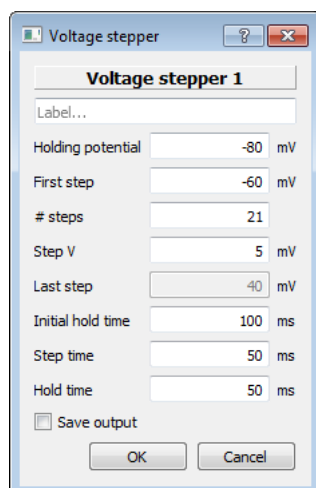 Voltage stepper
Voltage stepper 1
Label...
Holding potential -80 mV
First step -60 mV
# steps 21
Step V 5 mV
Last step 40 mV
Initial hold time 100 ms
Step time 50 ms
Hold time 50 ms
Save output
OK Cancel